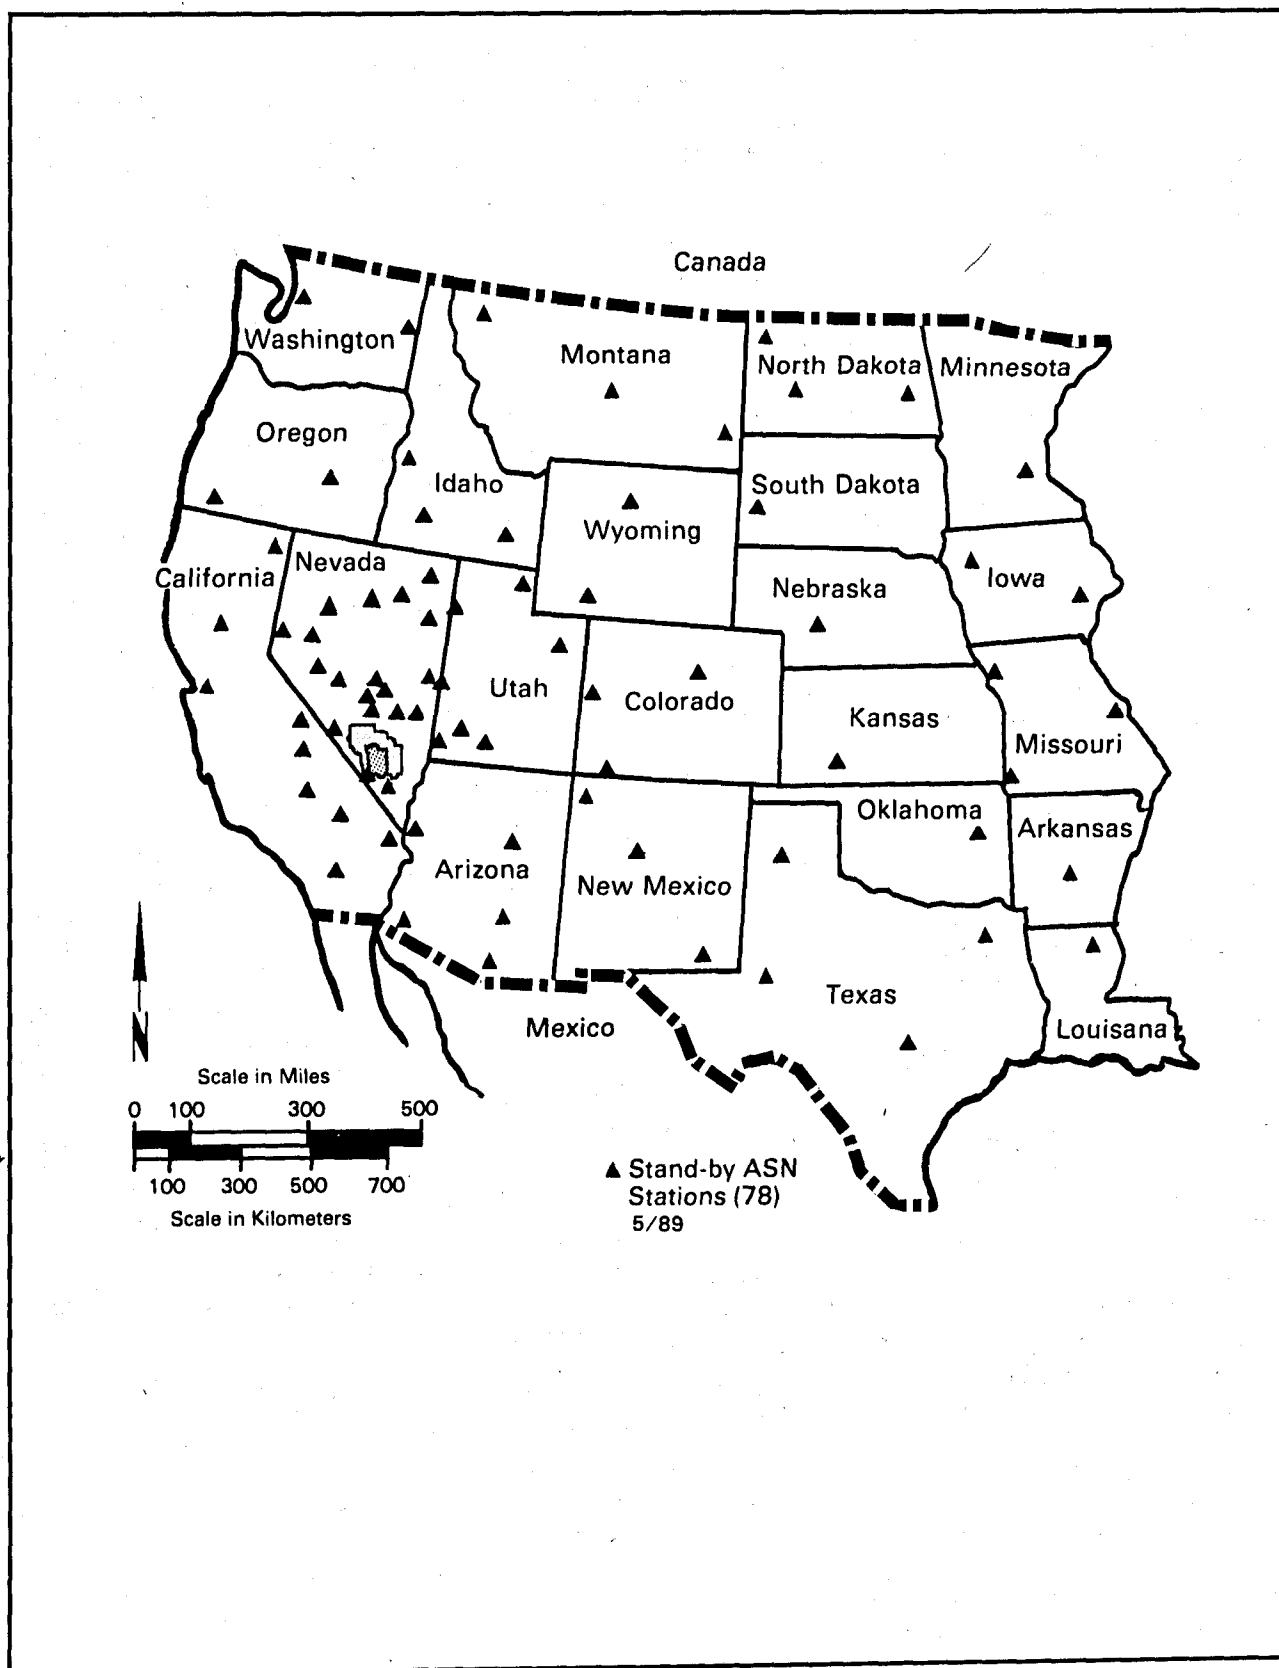 Canada
Washington
Montana
North Dakota
Minnesota
Oregon
Idaho
South Dakota
Wyoming
Nevada
California
Iowa
Nebraska
Utah
Colorado
Kansas
Missouri
Oklahoma
Arkansas
Arizona
New Mexico
Texas
Mexico
Louisana
N
Scale in Miles
0 100 300 500
100 300 500 700
Scale in Kilometers
Stand-by ASN
Stations (78)
5/89